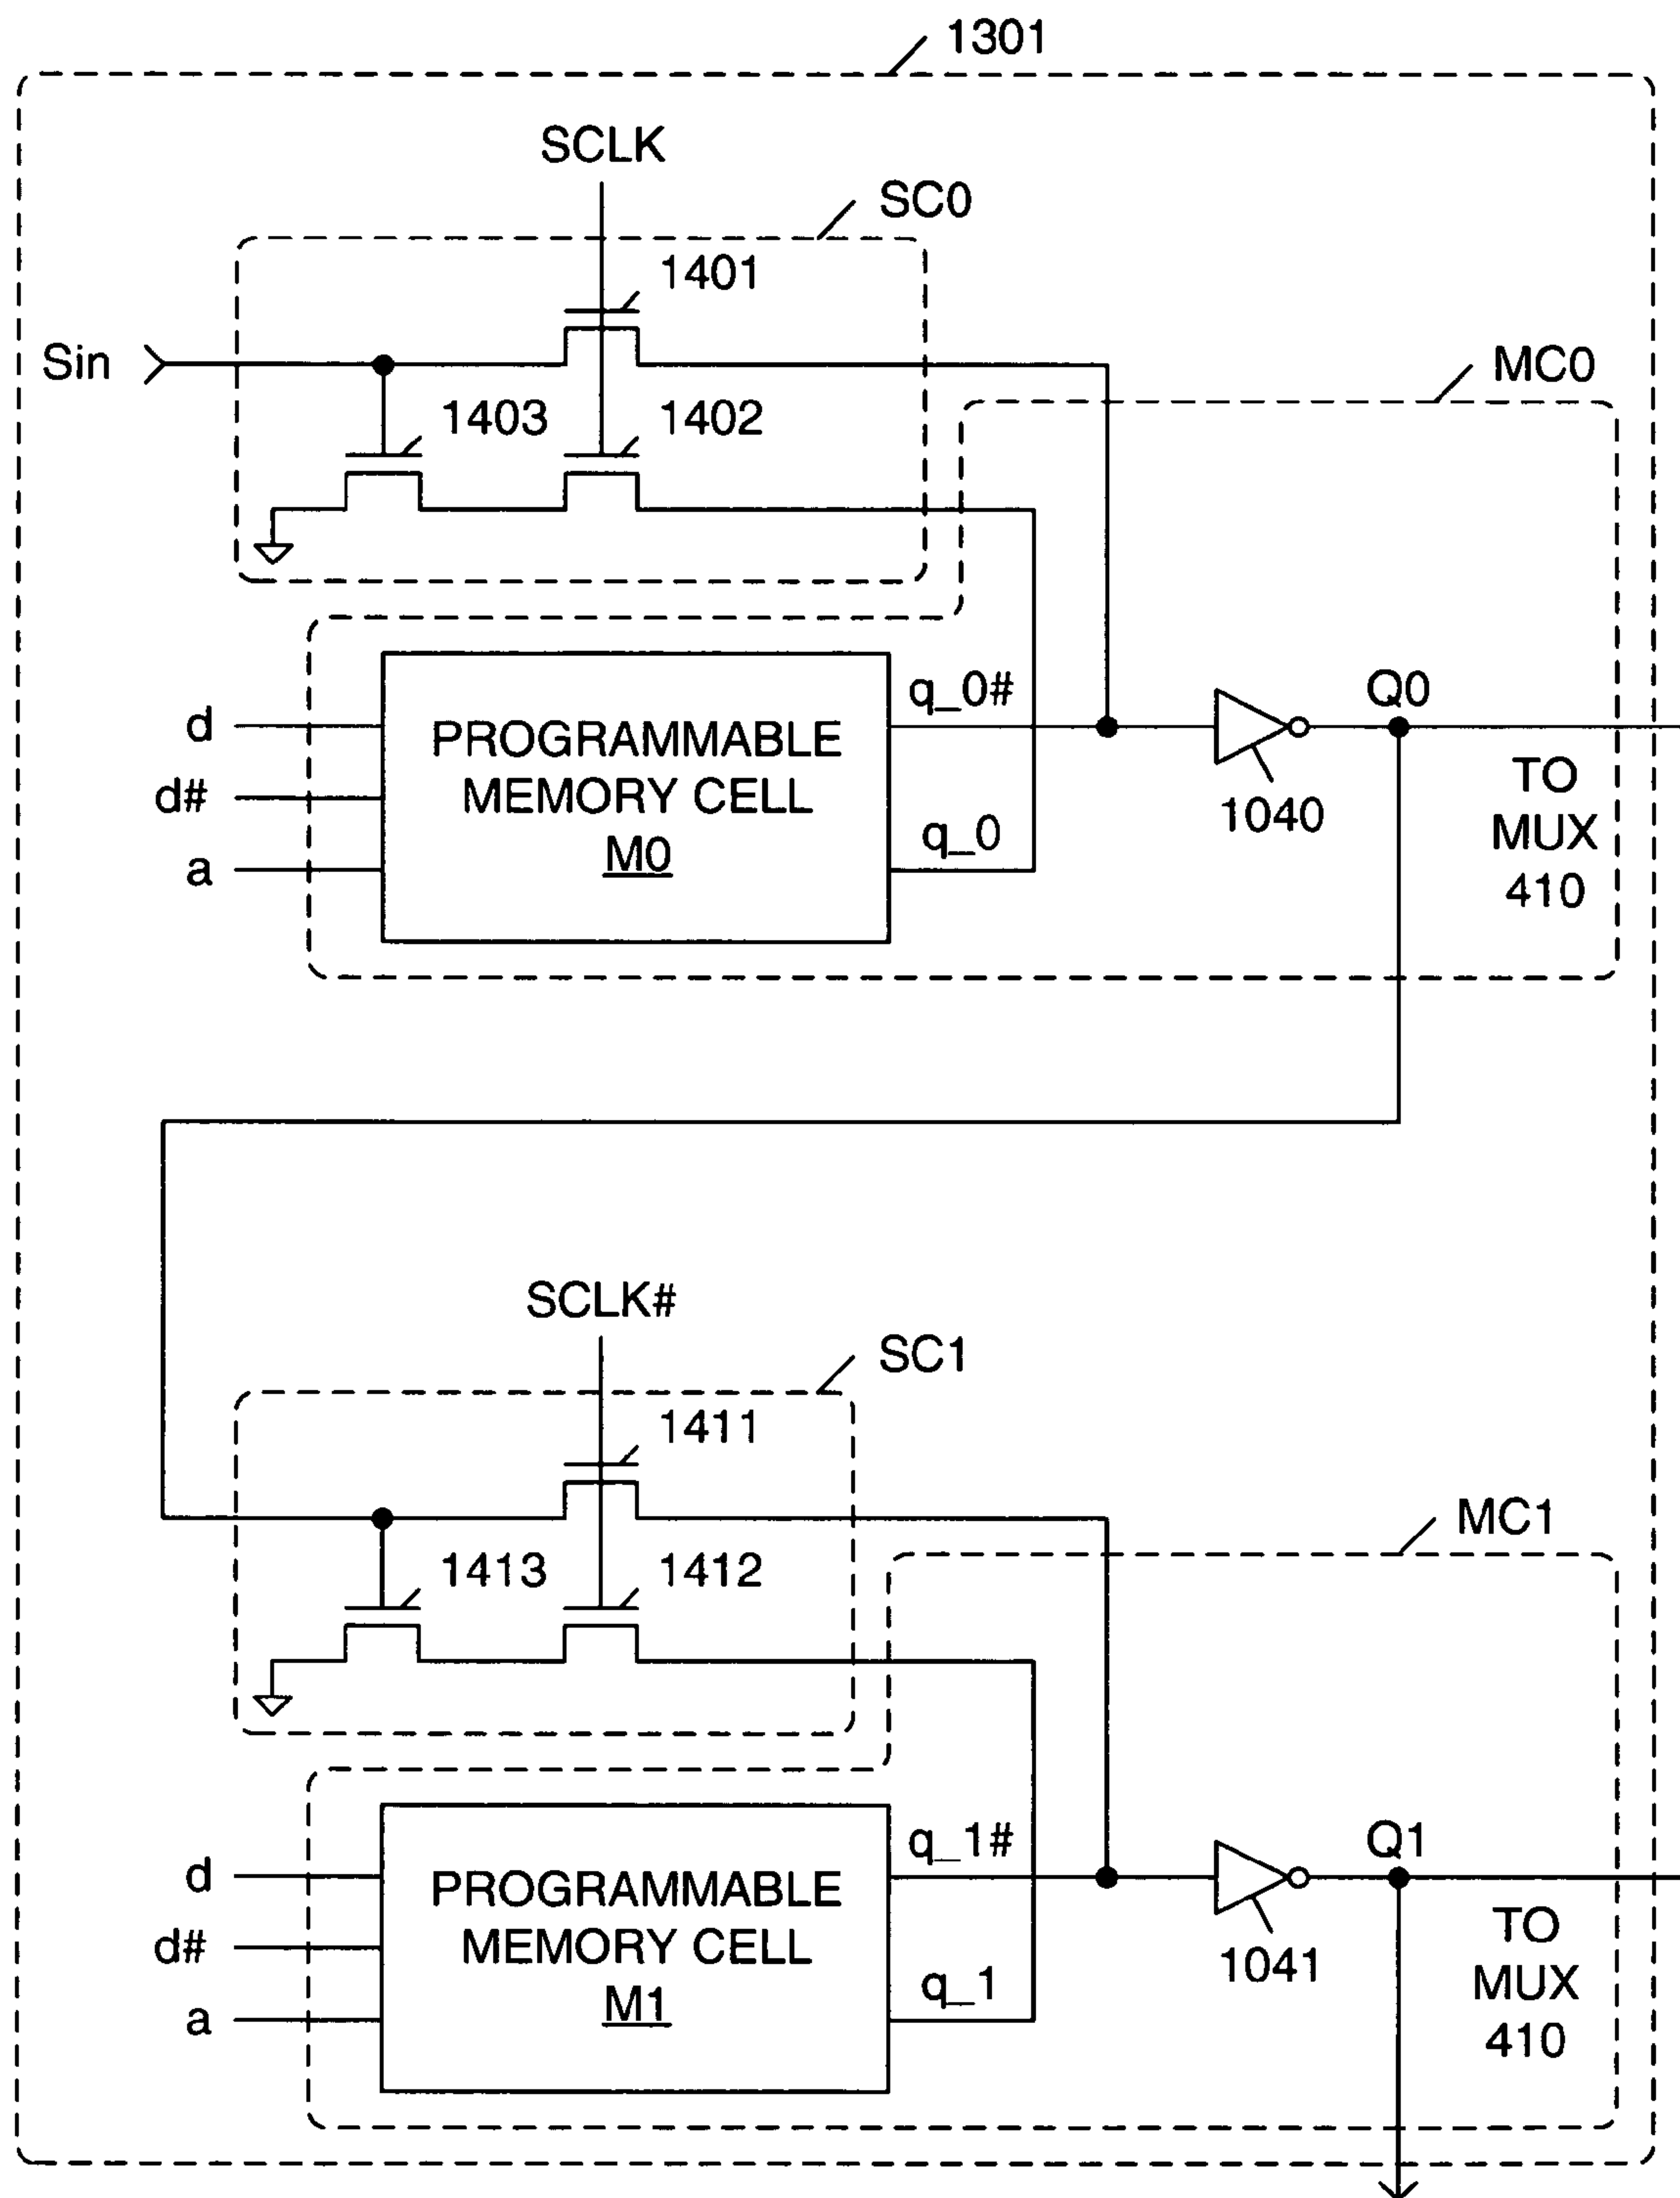 1301
SCLK
SC0
1401
Sin
MC0
1403
1402
q_0#
Q0
d
PROGRAMMABLE
MEMORY CELL
M0
d#
a
q_0
1040
TO
MUX
410
SCLK#
SC1
1411
MC1
1413
1412
q_1#
Q1
d
PROGRAMMABLE
MEMORY CELL
M1
d#
a
q_1
1041
TO
MUX
410